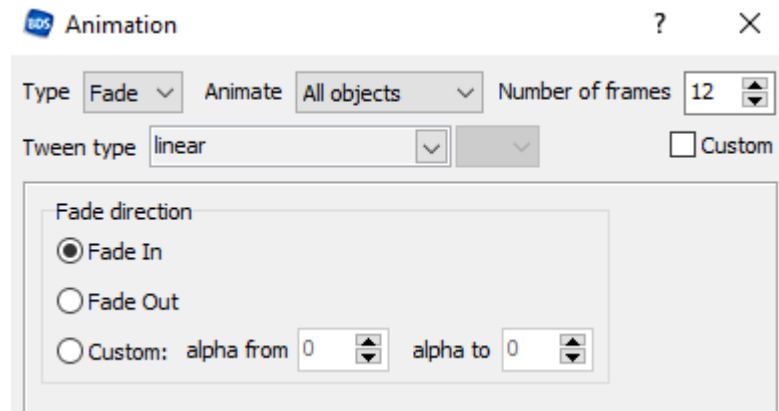 BDS Animation ?
Type Fade Animate All objects Number of frames 12
Tween type linear Custom
Fade direction
Fade In
Fade Out
Custom: alpha from 0 alpha to 0